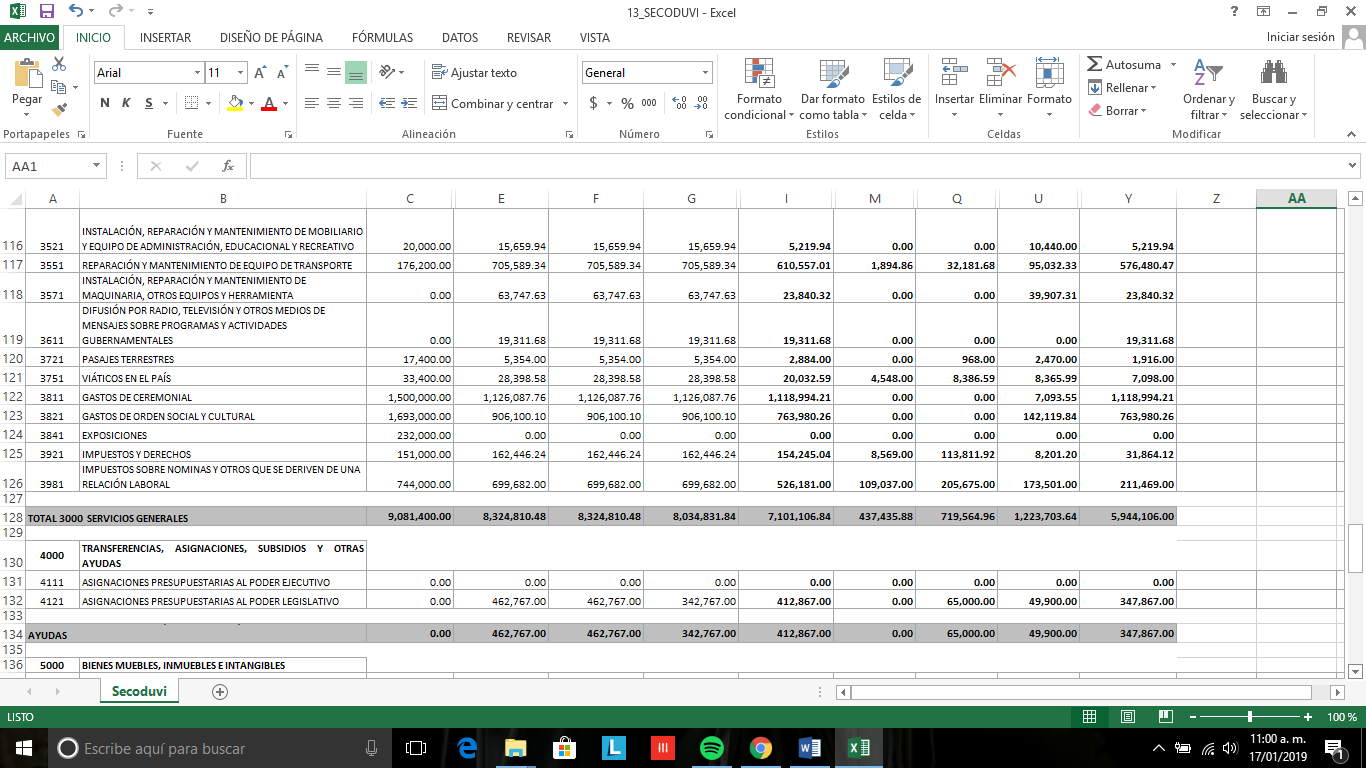 13_SECODUVI - Excel
ARCHIVO INICIO INSERTAR DISEÑO DE PÁGINA FÓRMULAS DATOS REVISAR VISTA Iniciar sesión
Pegar
Arial 11
Ajustar texto
General
N K S
Combinar y centrar
$ % 000
Formato condicional
Dar formato como tabla
Estilos de celda
Insertar Eliminar Formato
Autosuma
Rellenar
Borrar
Ordenar y filtrar
Buscar y seleccionar
Portapapeles Fuente Alineación Número Estilos Celdas Modificar
AA1 fx
A B C E F G I M Q U Y Z AA
INSTALACIÓN, REPARACIÓN Y MANTENIMIENTO DE MOBILIARIO
116 3521 Y EQUIPO DE ADMINISTRACIÓN, EDUCACIONAL Y RECREATIVO 20,000.00 15,659.94 15,659.94 15,659.94 5,219.94 0.00 0.00 10,440.00 5,219.94
117 3551 REPARACIÓN Y MANTENIMIENTO DE EQUIPO DE TRANSPORTE 176,200.00 705,589.34 705,589.34 705,589.34 610,557.01 1,894.86 32,181.68 95,032.33 576,480.47
INSTALACIÓN, REPARACIÓN Y MANTENIMIENTO DE
118 3571 MAQUINARIA, OTROS EQUIPOS Y HERRAMIENTA 0.00 63,747.63 63,747.63 63,747.63 23,840.32 0.00 0.00 39,907.31 23,840.32
DIFUSIÓN POR RADIO, TELEVISIÓN Y OTROS MEDIOS DE
MENSAJES SOBRE PROGRAMAS Y ACTIVIDADES
119 3611 GUBERNAMENTALES 0.00 19,311.68 19,311.68 19,311.68 19,311.68 0.00 0.00 0.00 19,311.68
120 3721 PASAJES TERRESTRES 17,400.00 5,354.00 5,354.00 5,354.00 2,884.00 0.00 968.00 2,470.00 1,916.00
121 3751 VIÁTICOS EN EL PAÍS 33,400.00 28,398.58 28,398.58 28,398.58 20,032.59 4,548.00 8,386.59 8,365.99 7,098.00
122 3811 GASTOS DE CEREMONIAL 1,500,000.00 1,126,087.76 1,126,087.76 1,126,087.76 1,118,994.21 0.00 0.00 7,093.55 1,118,994.21
123 3821 GASTOS DE ORDEN SOCIAL Y CULTURAL 1,693,000.00 906,100.10 906,100.10 906,100.10 763,980.26 0.00 0.00 142,119.84 763,980.26
124 3841 EXPOSICIONES 232,000.00 0.00 0.00 0.00 0.00 0.00 0.00 0.00 0.00
125 3921 IMPUESTOS Y DERECHOS 151,000.00 162,446.24 162,446.24 162,446.24 154,245.04 8,569.00 113,811.92 8,201.20 31,864.12
IMPUESTOS SOBRE NOMINAS Y OTROS QUE SE DERIVEN DE UNA
126 3981 RELACIÓN LABORAL 744,000.00 699,682.00 699,682.00 699,682.00 526,181.00 109,037.00 205,675.00 173,501.00 211,469.00
127
128 TOTAL 3000 SERVICIOS GENERALES 9,081,400.00 8,324,810.48 8,324,810.48 8,034,831.84 7,101,106.84 437,435.88 719,564.96 1,223,703.64 5,944,106.00
129
TRANSFERENCIAS, ASIGNACIONES, SUBSIDIOS Y OTRAS
130 4000 AYUDAS
131 4111 ASIGNACIONES PRESUPUESTARIAS AL PODER EJECUTIVO 0.00 0.00 0.00 0.00 0.00 0.00 0.00 0.00 0.00
132 4121 ASIGNACIONES PRESUPUESTARIAS AL PODER LEGISLATIVO 0.00 462,767.00 462,767.00 342,767.00 412,867.00 0.00 65,000.00 49,900.00 347,867.00
133
134 AYUDAS 0.00 462,767.00 462,767.00 342,767.00 412,867.00 0.00 65,000.00 49,900.00 347,867.00
135
136 5000 BIENES MUEBLES, INMUEBLES E INTANGIBLES
Secoduvi
LISTO 100 %
Escribe aquí para buscar
11:00 a. m.
17/01/2019
1